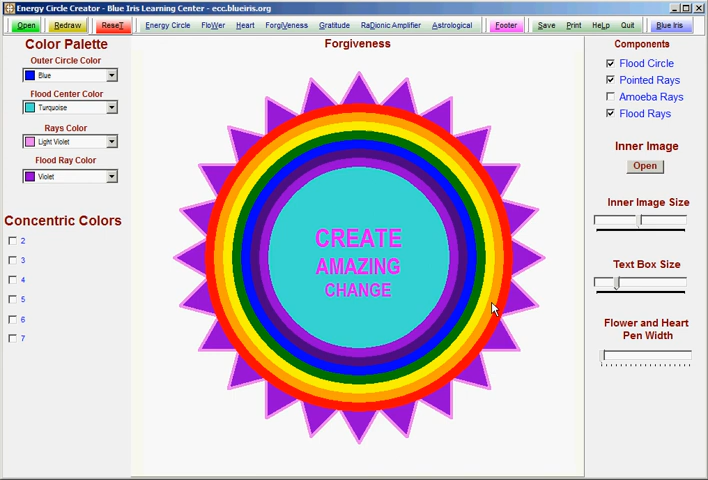 Energy Circle Creator - Blue Iris Learning Center - ecc.blueiris.org
Open Redraw ReseT Energy Circle FloWer Heart ForgiVeness Gratitude RaDionic Amplifier Astrological Footer Save Print HeLp Quit Blue Iris
Color Palette
Outer Circle Color
Blue
Flood Center Color
Turquoise
Rays Color
Light Violet
Flood Ray Color
Violet
Concentric Colors
2
3
4
5
6
7
Forgiveness
CREATE
AMAZING
CHANGE
Components
Flood Circle
Pointed Rays
Amoeba Rays
Flood Rays
Inner Image
Open
Inner Image Size
Text Box Size
Flower and Heart
Pen Width